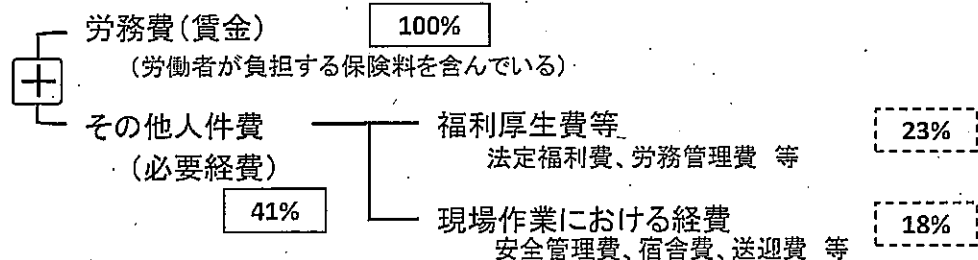 労務費(賃金) 100%
(労働者が負担する保険料を含んでいる)
+
その他人件費 福利厚生費等 23%
(必要経費) 法定福利費、労務管理費 等
41%
現場作業における経費 18%
安全管理費、宿舎費、送迎費 等